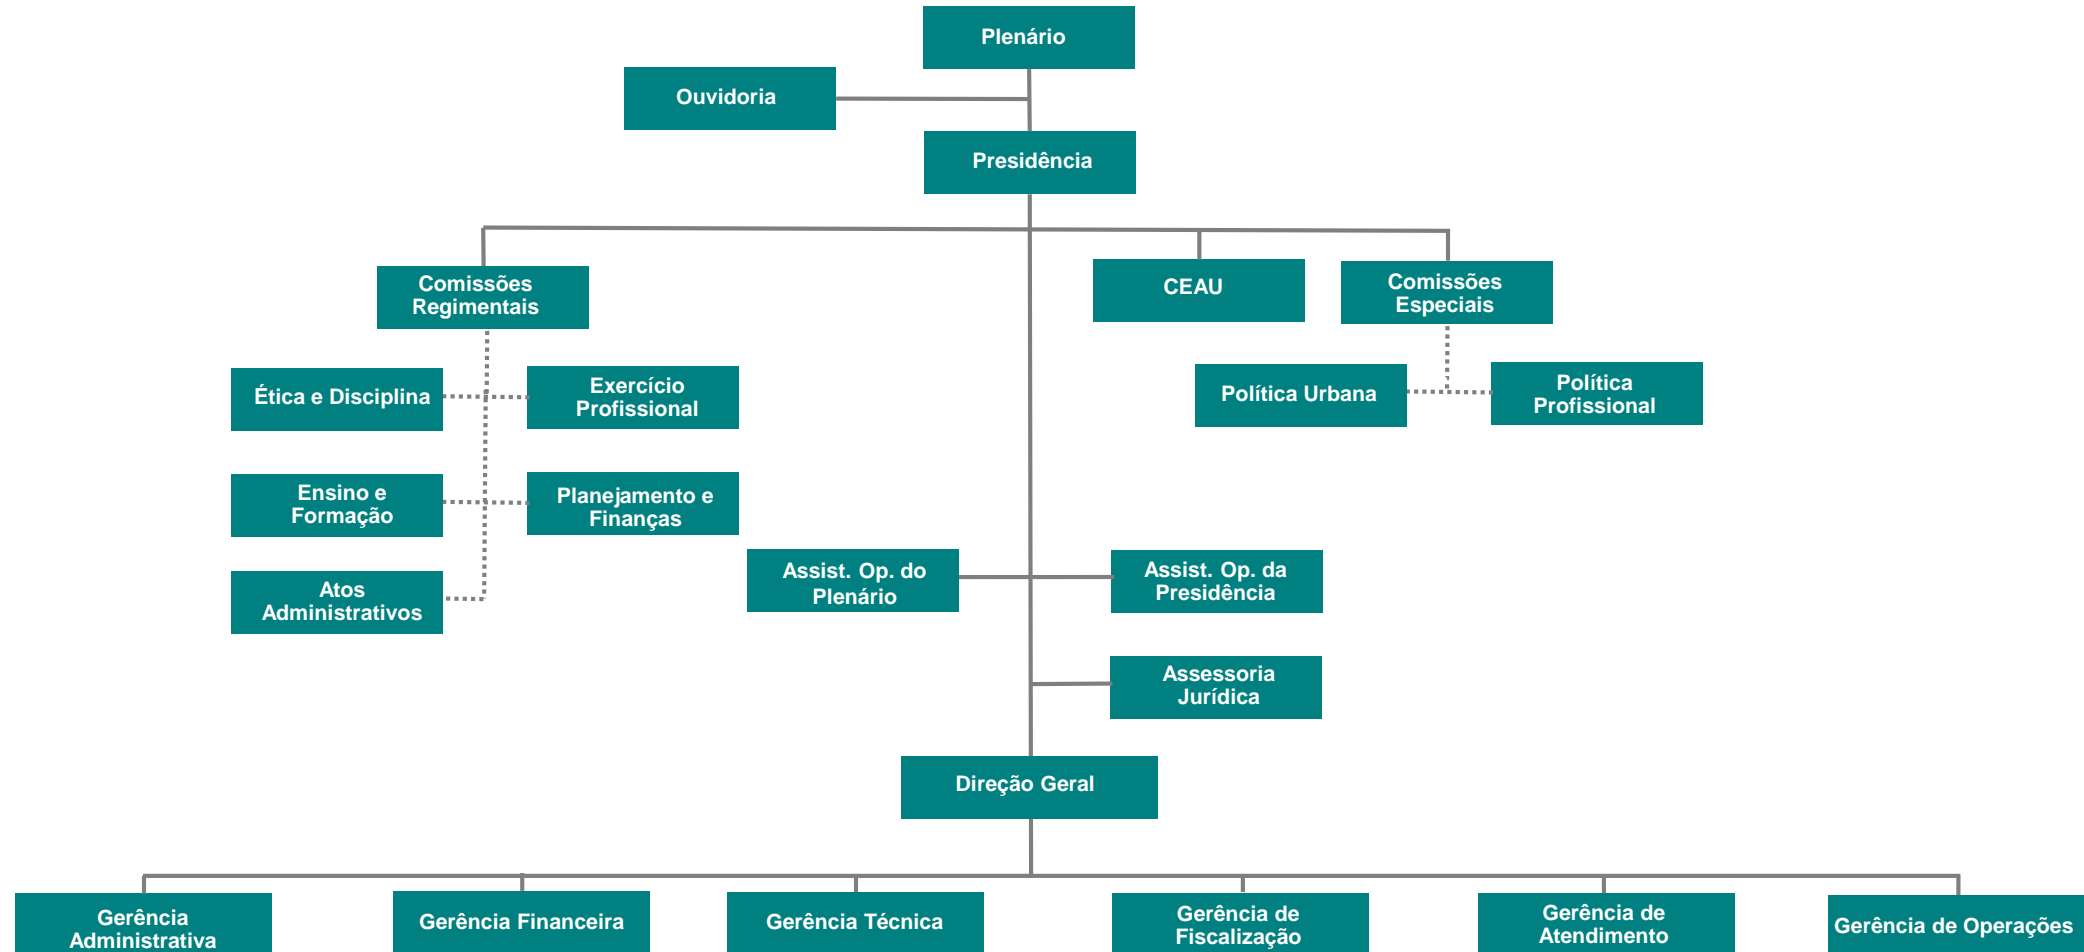 Plenário
Ouvidoria
Presidência
Comissões
Regimentais
CEAU
Comissões
Especiais
Ética e Disciplina
Exercício
Profissional
Política Urbana
Política
Profissional
Ensino e
Formação
Planejamento e
Finanças
Atos
Administrativos
Assist. Op. do
Plenário
Assist. Op. da
Presidência
Assessoria
Jurídica
Direção Geral
Gerência
Administrativa
Gerência Financeira
Gerência Técnica
Gerência de
Fiscalização
Gerência de
Atendimento
Gerência de Operações